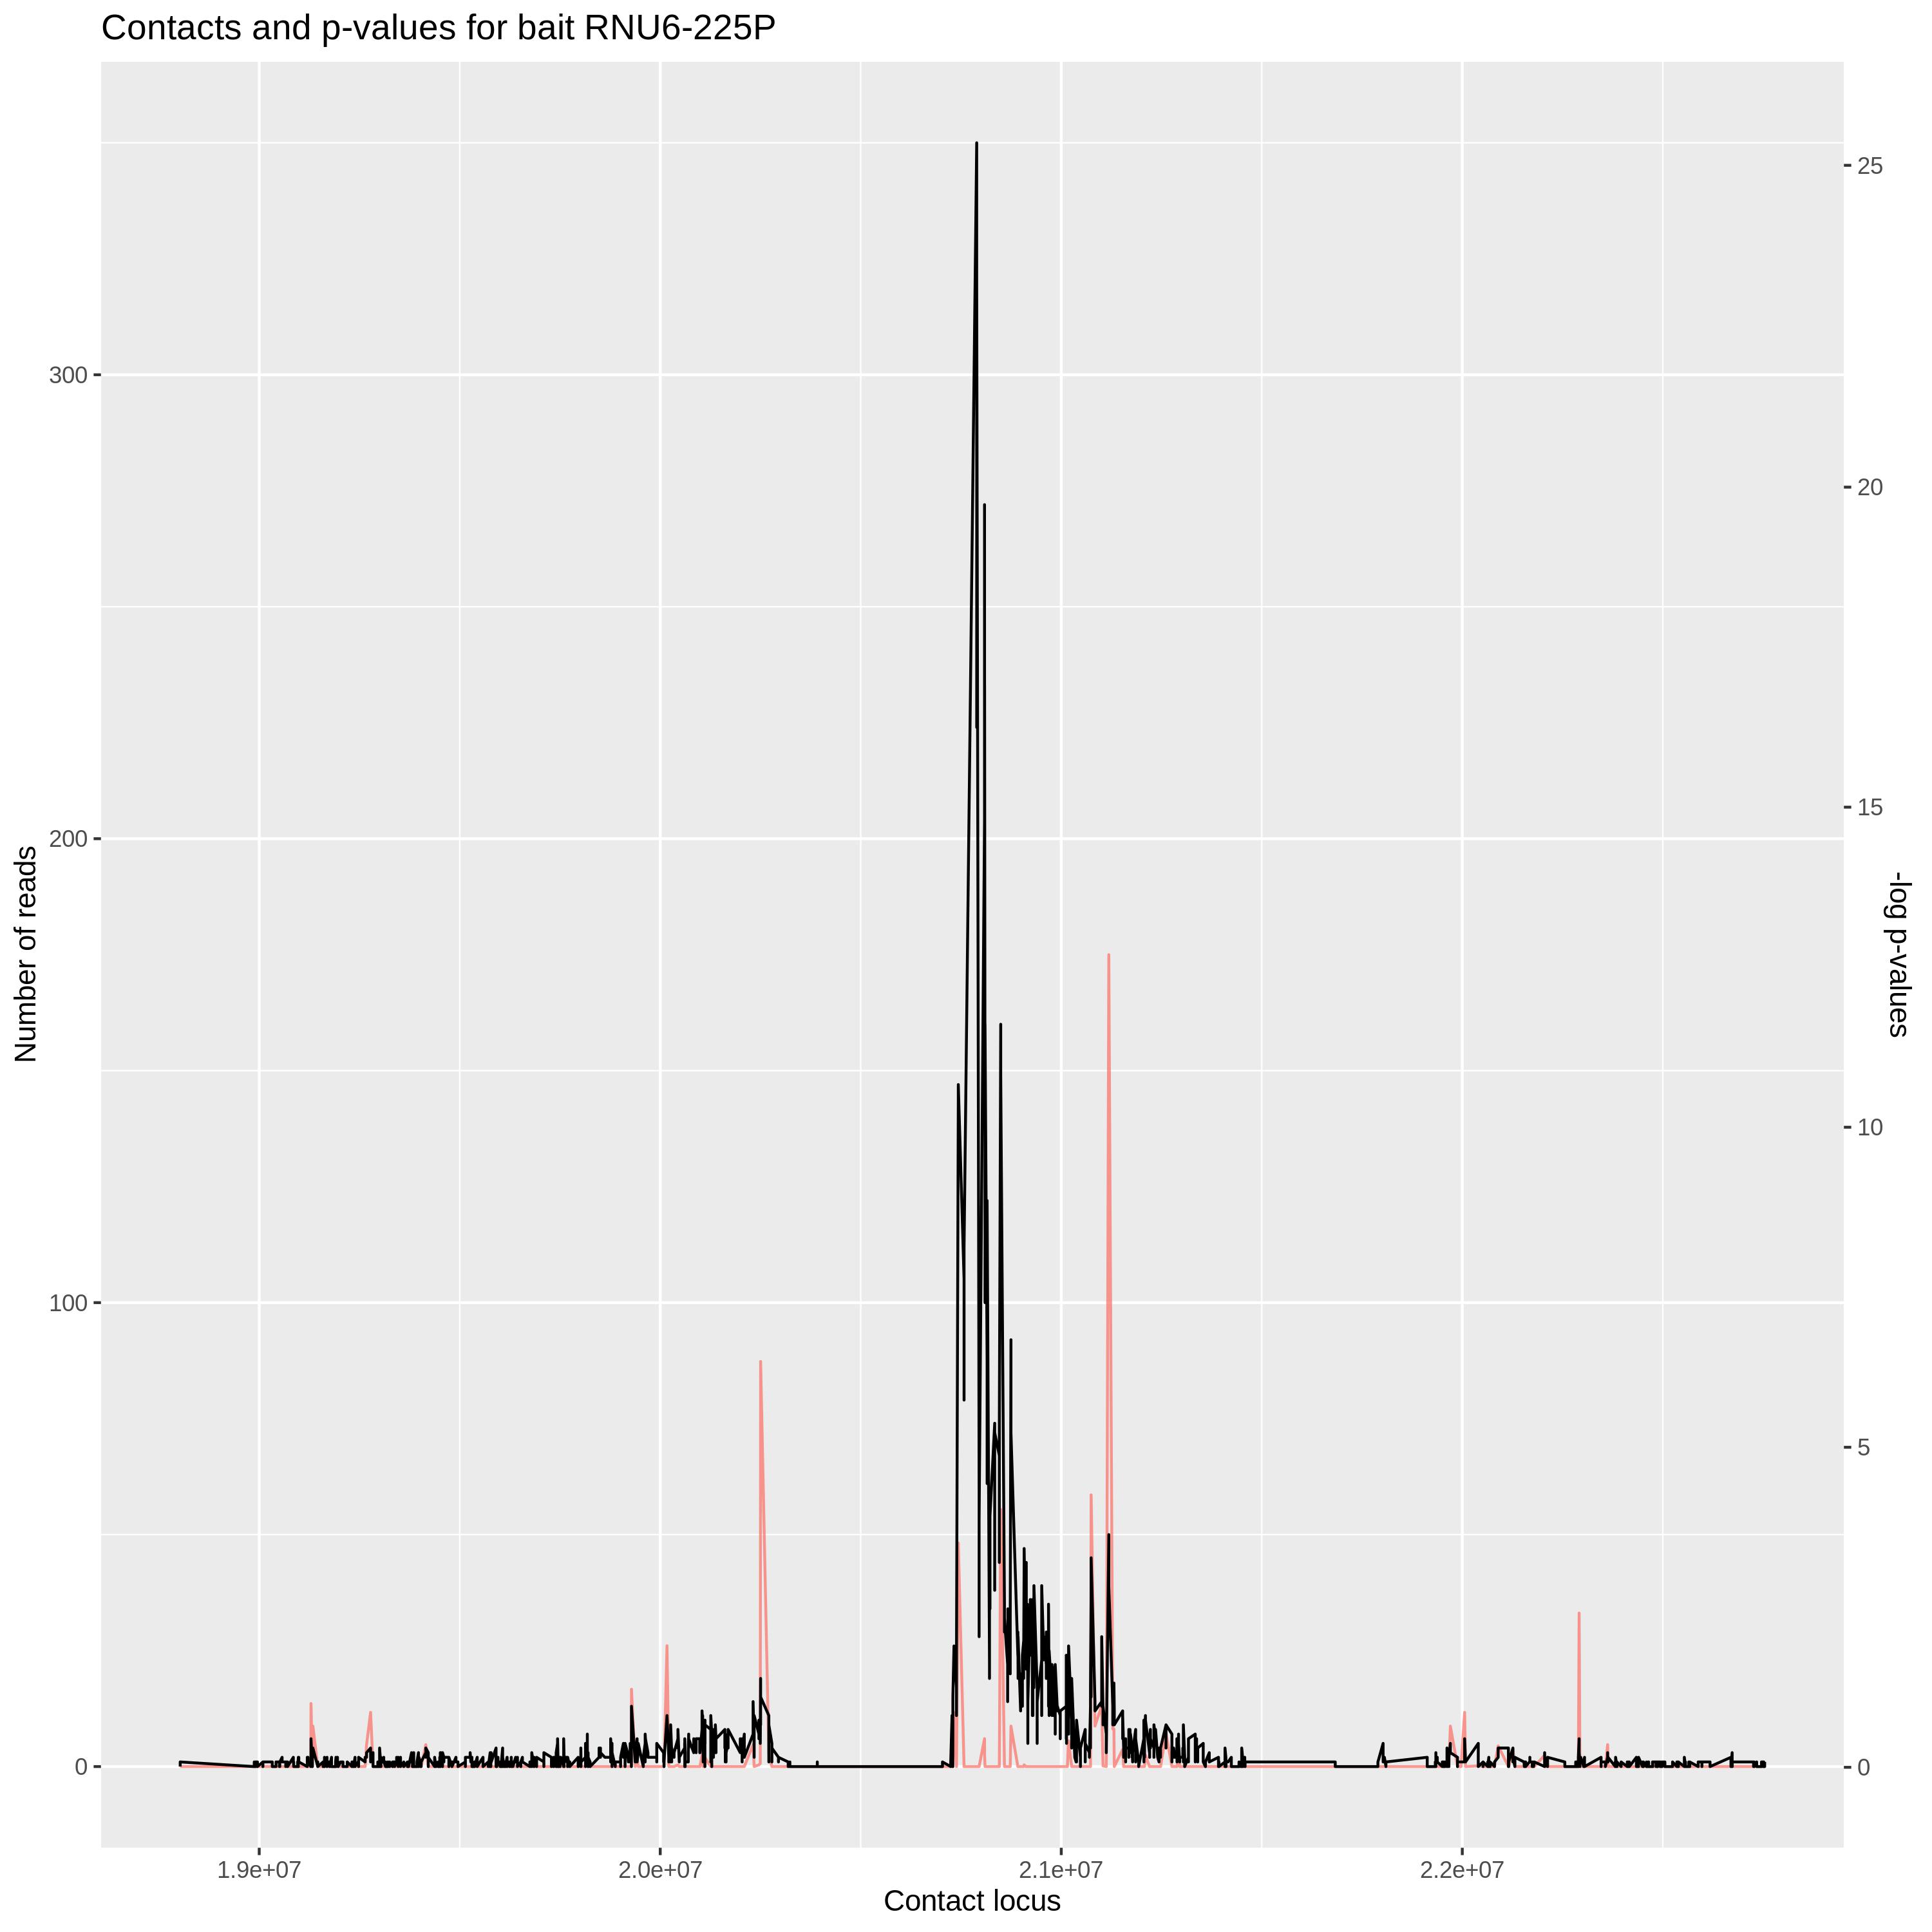 Contacts and p-values for bait RNU6-225P
Number of reads
300
200
100
0
25
20
15
10
5
0
-log p-values
1.9e+07 2.0e+07 2.1e+07 2.2e+07
Contact locus